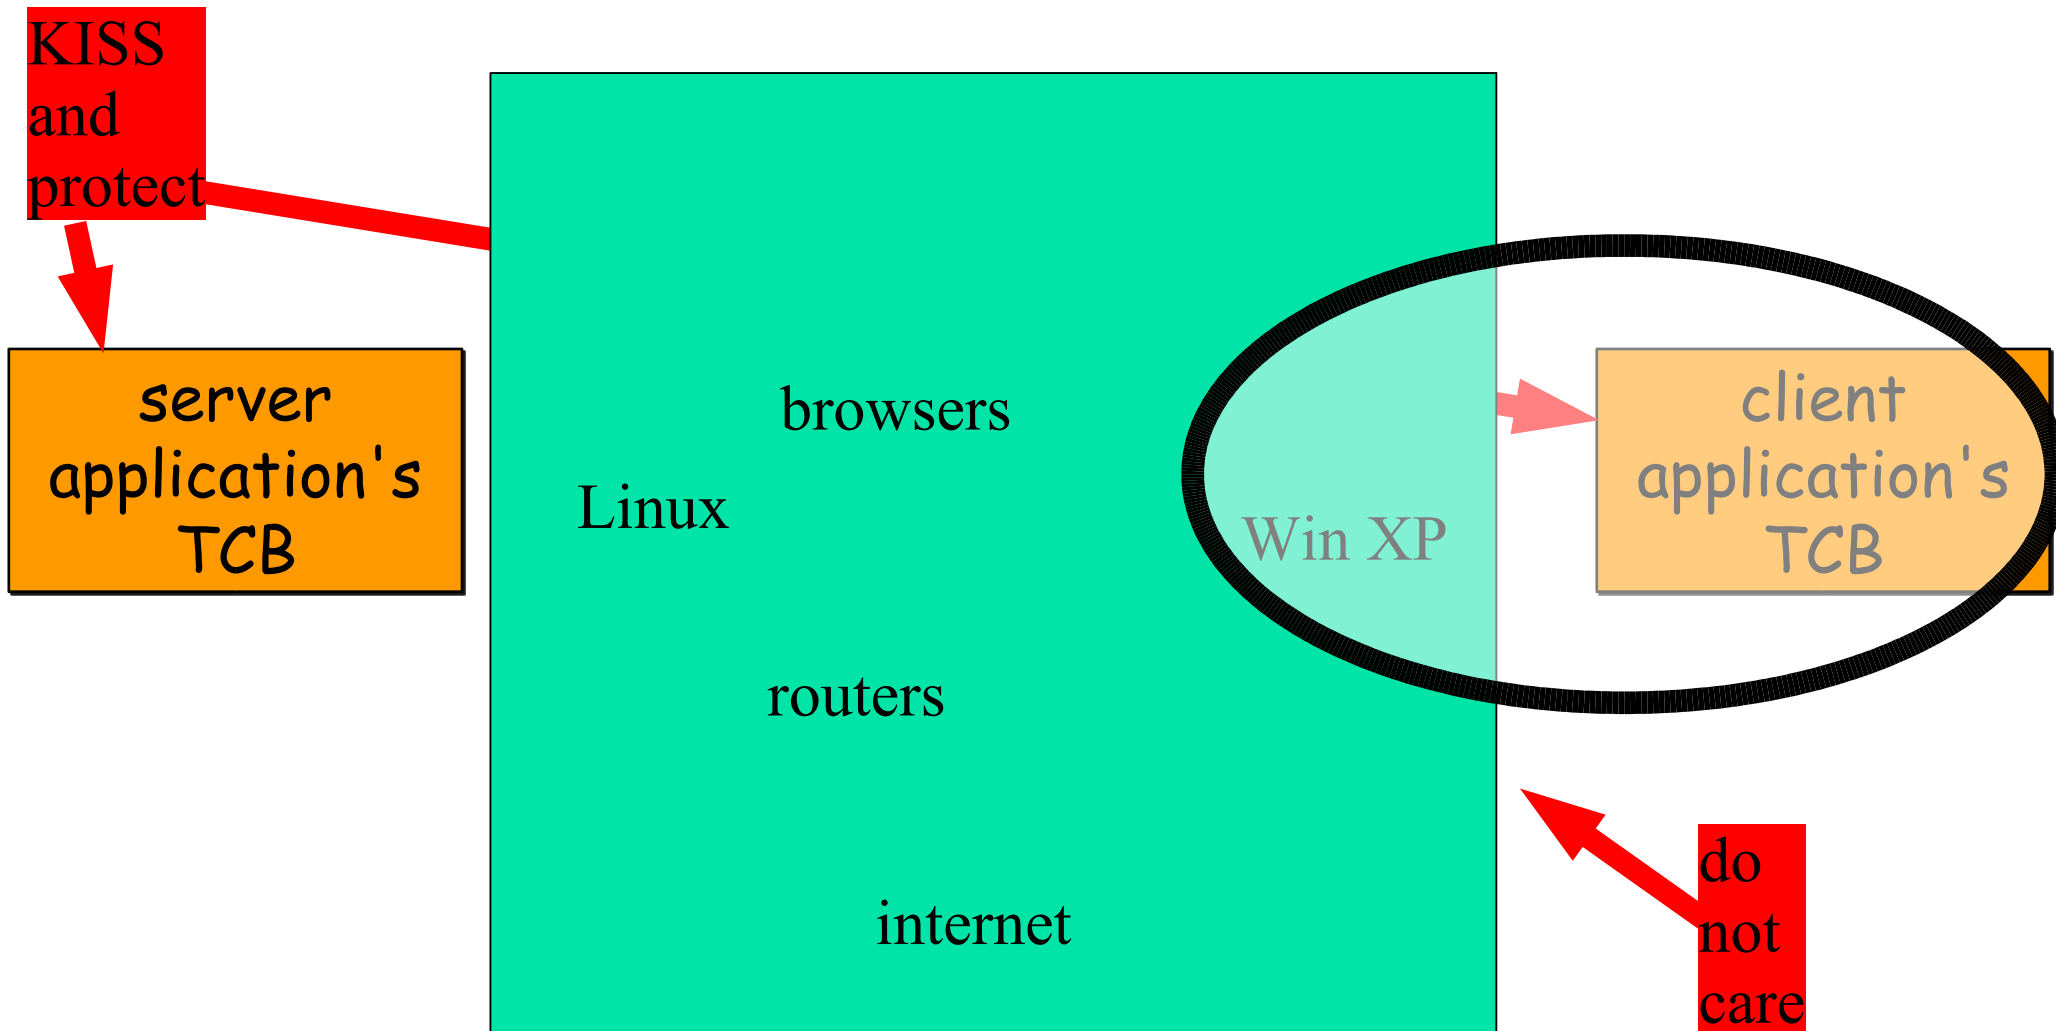 KISS
and
protect
server
application's
TCB
browsers
Linux
Win XP
routers
internet
client
application's
TCB
do
not
care